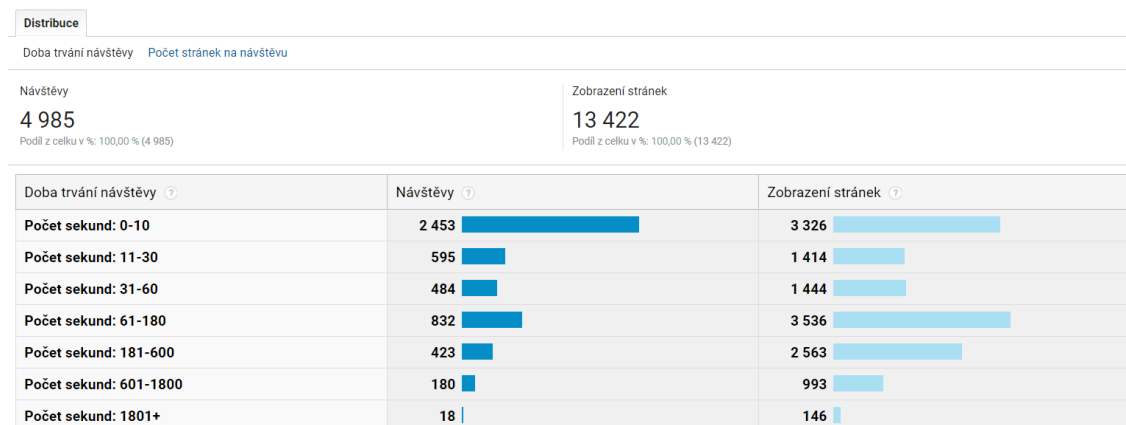 Distribuce
Doba trvání návštěvy Počet stránek na návštěvu
Návštěvy Zobrazení stránek
4 985 13 422
Podíl z celku v %: 100,00 % (4 985) Podíl z celku v %: 100,00 % (13 422)
Doba trvání návštěvy ? Návštěvy ? Zobrazení stránek ?
Počet sekund: 0-10 2 453 3 326
Počet sekund: 11-30 595 1 414
Počet sekund: 31-60 484 1 444
Počet sekund: 61-180 832 3 536
Počet sekund: 181-600 423 2 563
Počet sekund: 601-1800 180 993
Počet sekund: 1801+ 18 146